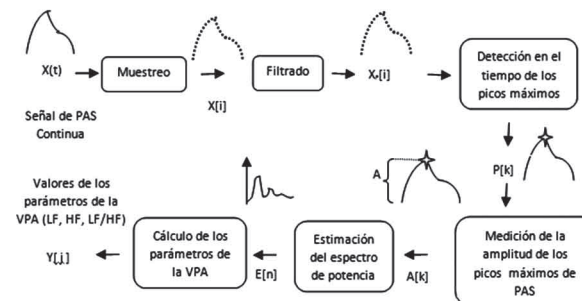 X(t)
Muestreo
X[i]
Filtrado
Xᵣ[i]
Detección en el
tiempo de los
picos máximos
Señal de PAS
Continua
P[k]
A
Valores de los
parámetros de la
VPA (LF, HF, LF/HF)
Y[j]
Cálculo de los
parámetros de
la VPA
E[n]
Estimación
del espectro
de potencia
A[k]
Medición de la
amplitud de los
picos máximos de
PAS